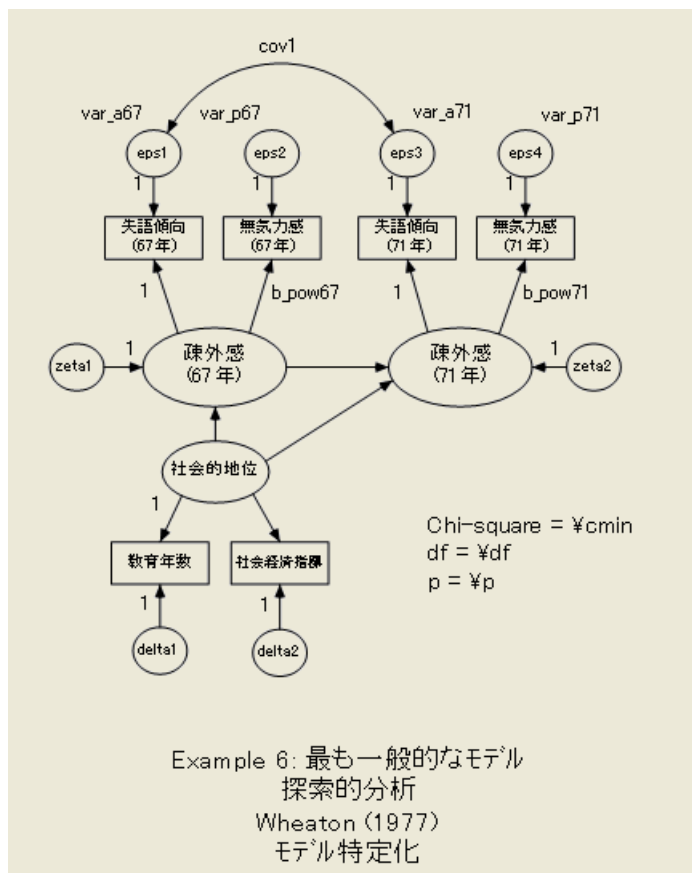 cov1
var_a67
var_p67
var_a71
var_p71
eps1
eps2
eps3
eps4
1
1
1
1
失語傾向
(67年)
無気力感
(67年)
失語傾向
(71年)
無気力感
(71年)
1
b_pow67
1
b_pow71
zeta1
1
疎外感
(67年)
疎外感
(71年)
1
zeta2
社会的地位
1
教育年数
社会経済指標
1
1
delta1
delta2
Chi-square = ¥cmin
df = ¥df
p = ¥p
Example 6: 最も一般的なモデル
探索的分析
Wheaton (1977)
モデル特定化